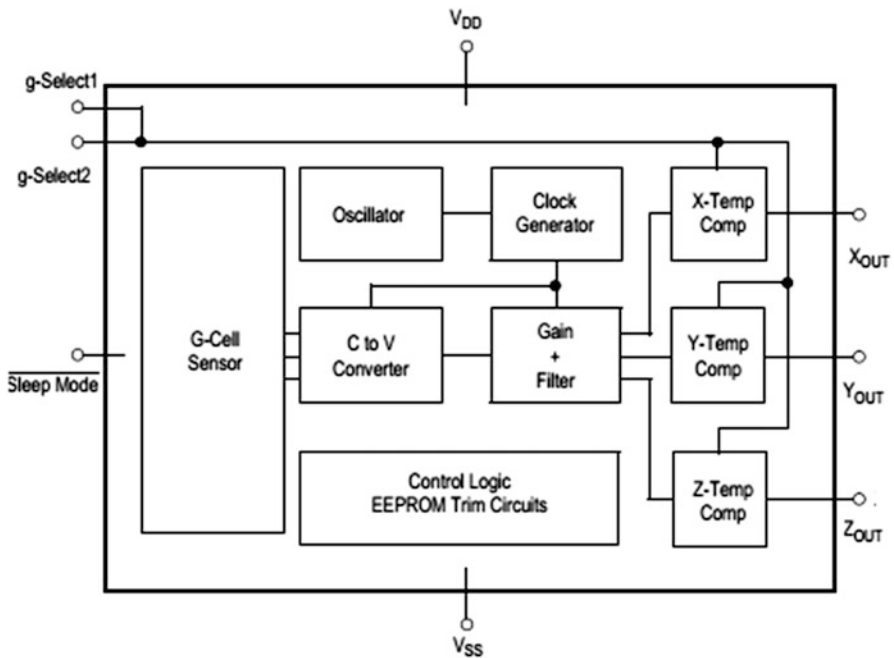 VDD
g-Select1
g-Select2
Oscillator
Clock
Generator
X-Temp
Comp
XOUT
G-Cell
Sensor
C to V
Converter
Gain
+
Filter
Y-Temp
Comp
Sleep Mode
YOUT
Control Logic
EEPROM Trim Circuits
Z-Temp
Comp
ZOUT
VSS